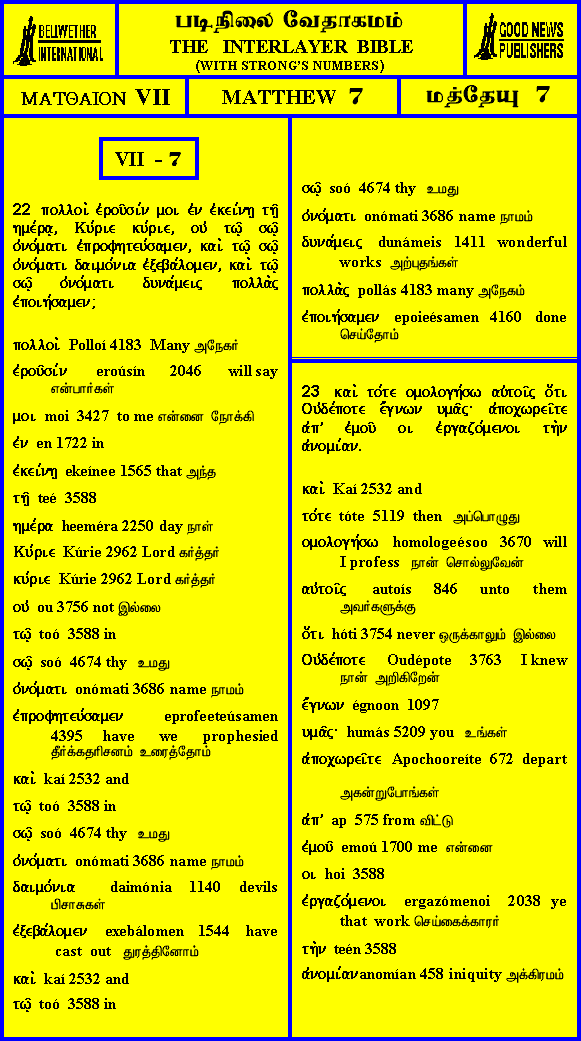 BELLWETHER
INTERNATIONAL
படிநிலை வேதாகமம்
THE INTERLAYER BIBLE
(WITH STRONG'S NUMBERS)
GOOD NEWS
PUBLISHERS
ΜΑΤΘΑΙΟΝ VII
MATTHEW 7
மத்தேயு 7
VII - 7
22 πολλοὶ ἐροῦσίν μοι ἐν ἐκείνῃ τῇ
ημέρᾳ, Κύριε κύριε, οὐ τῶ σῶ
ὀνόματι ἐπροφητεύσαμεν, καὶ τῶ σῶ
ὀνόματι δαιμόνια ἐξεβάλομεν, καὶ τῶ
σῶ ὀνόματι δυνάμεις πολλὰς
ἐποιήσαμεν;
πολλοὶ Polloí 4183 Many அநேகர்
ἐροῦσίν eroúsín 2046 will say
என்பார்கள்
μοι moi 3427 to me என்னை நோக்கி
ἐν en 1722 in
ἐκείνῃ ekeínee 1565 that அந்த
τῇ teé 3588
ημέρα heeméra 2250 day நாள்
Κύριε Kúrie 2962 Lord கர்த்தர்
κύριε Kúrie 2962 Lord கர்த்தர்
οὐ ou 3756 not இல்லை
τῶ toó 3588 in
σῶ soó 4674 thy உமது
ὀνόματι onómati 3686 name நாமம்
ἐπροφητεύσαμεν eprofeeteúsamen
4395 have we prophesied
தீர்க்கதரிசனம் உரைத்தோம்
καὶ kaí 2532 and
τῶ toó 3588 in
σῶ soó 4674 thy உமது
ὀνόματι onómati 3686 name நாமம்
δαιμόνια daimónia 1140 devils
பிசாசுகள்
ἐξεβάλομεν exebálomen 1544 have
cast out துரத்தினோம்
καὶ kaí 2532 and
τῶ toó 3588 in
σῶ soó 4674 thy உமது
ὀνόματι onómati 3686 name நாமம்
δυνάμεις dunámeis 1411 wonderful
works அற்புதங்கள்
πολλὰς pollás 4183 many அநேகம்
ἐποιήσαμεν epoieésamen 4160 done
செய்தோம்
23 καὶ τότε ομολογήσω αὐτοῖς ὅτι
Οὐδέποτε ἔγνων υμᾶς· ἀποχωρεῖτε
ἀπ' ἐμοῦ οι ἐργαζόμενοι τὴν
ἀνομίαν.
καὶ Kaí 2532 and
τότε tóte 5119 then அப்பொழுது
ομολογήσω homologeésoo 3670 will
I profess நான் சொல்லுவேன்
αὐτοῖς autoís 846 unto them
அவர்களுக்கு
ὅτι hóti 3754 never ஒருக்காலும் இல்லை
Οὐδέποτε Oudépote 3763 I knew
நான் அறிகிறேன்
ἔγνων égnoon 1097
υμᾶς· humás 5209 you உங்கள்
ἀποχωρεῖτε Apochooreíte 672 depart
அகன்றுபோங்கள்
ἀπ' ap 575 from விட்டு
ἐμοῦ emoú 1700 me என்னை
οι hoi 3588
ἐργαζόμενοι ergazómenoi 2038 ye
that work செய்கைக்காரர்
τὴν teén 3588
ἀνομίαν anomían 458 iniquity அக்கிரமம்